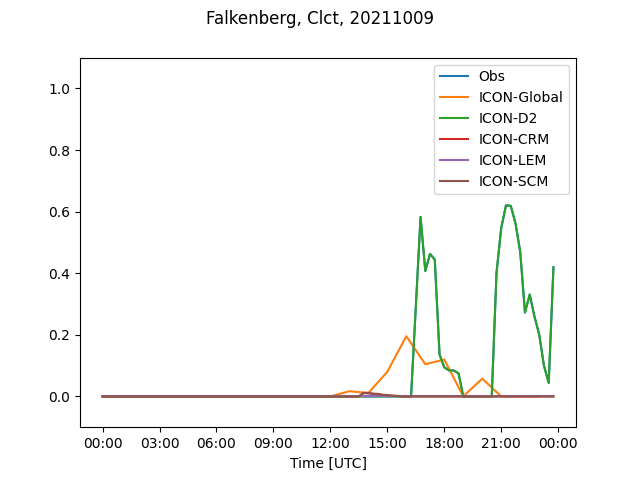 Falkenberg, Clct, 20211009
Obs
ICON-Global
ICON-D2
ICON-CRM
ICON-LEM
ICON-SCM
1.0
0.8
0.6
0.4
0.2
0.0
00:00 03:00 06:00 09:00 12:00 15:00 18:00 21:00 00:00
Time [UTC]